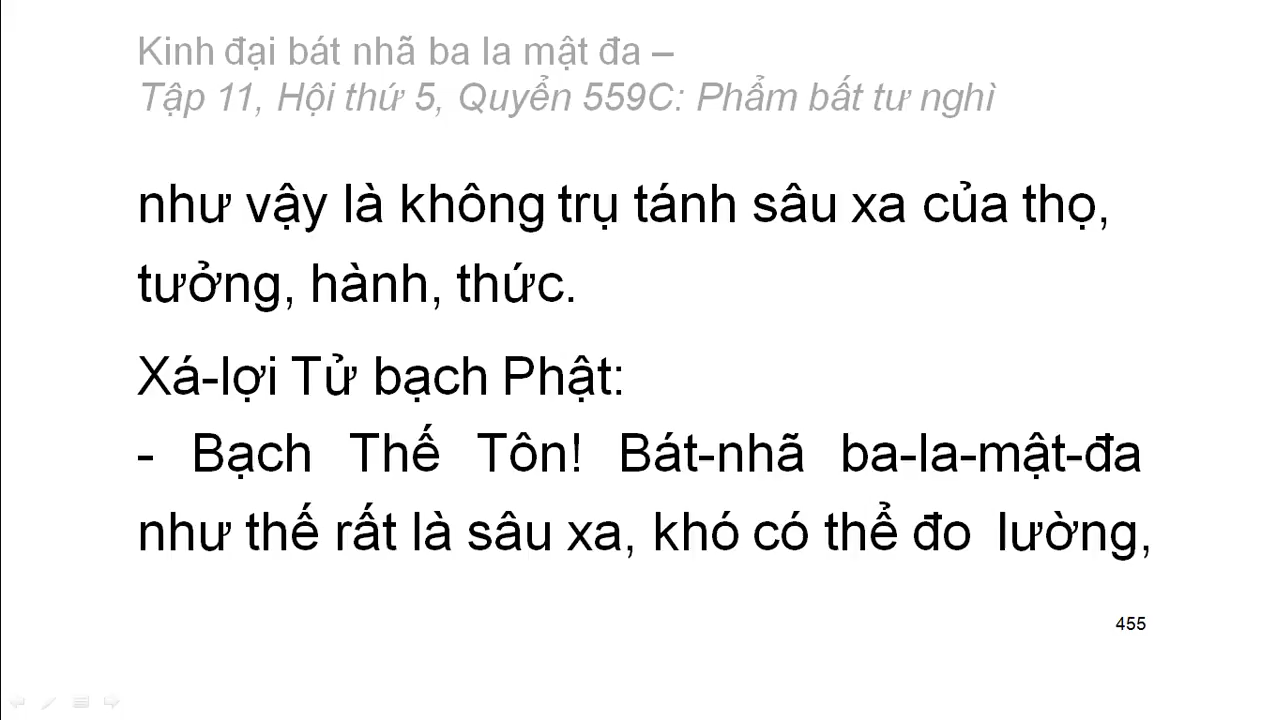 Kinh đại bát nhã ba la mật đa –
Tập 11, Hội thứ 5, Quyển 559C: Phẩm bất tư nghì
như vậy là không trụ tánh sâu xa của thọ,
tưởng, hành, thức.
Xá-lợi Tử bạch Phật:
- Bạch Thế Tôn! Bát-nhã ba-la-mật-đa
như thế rất là sâu xa, khó có thể đo lường,
455